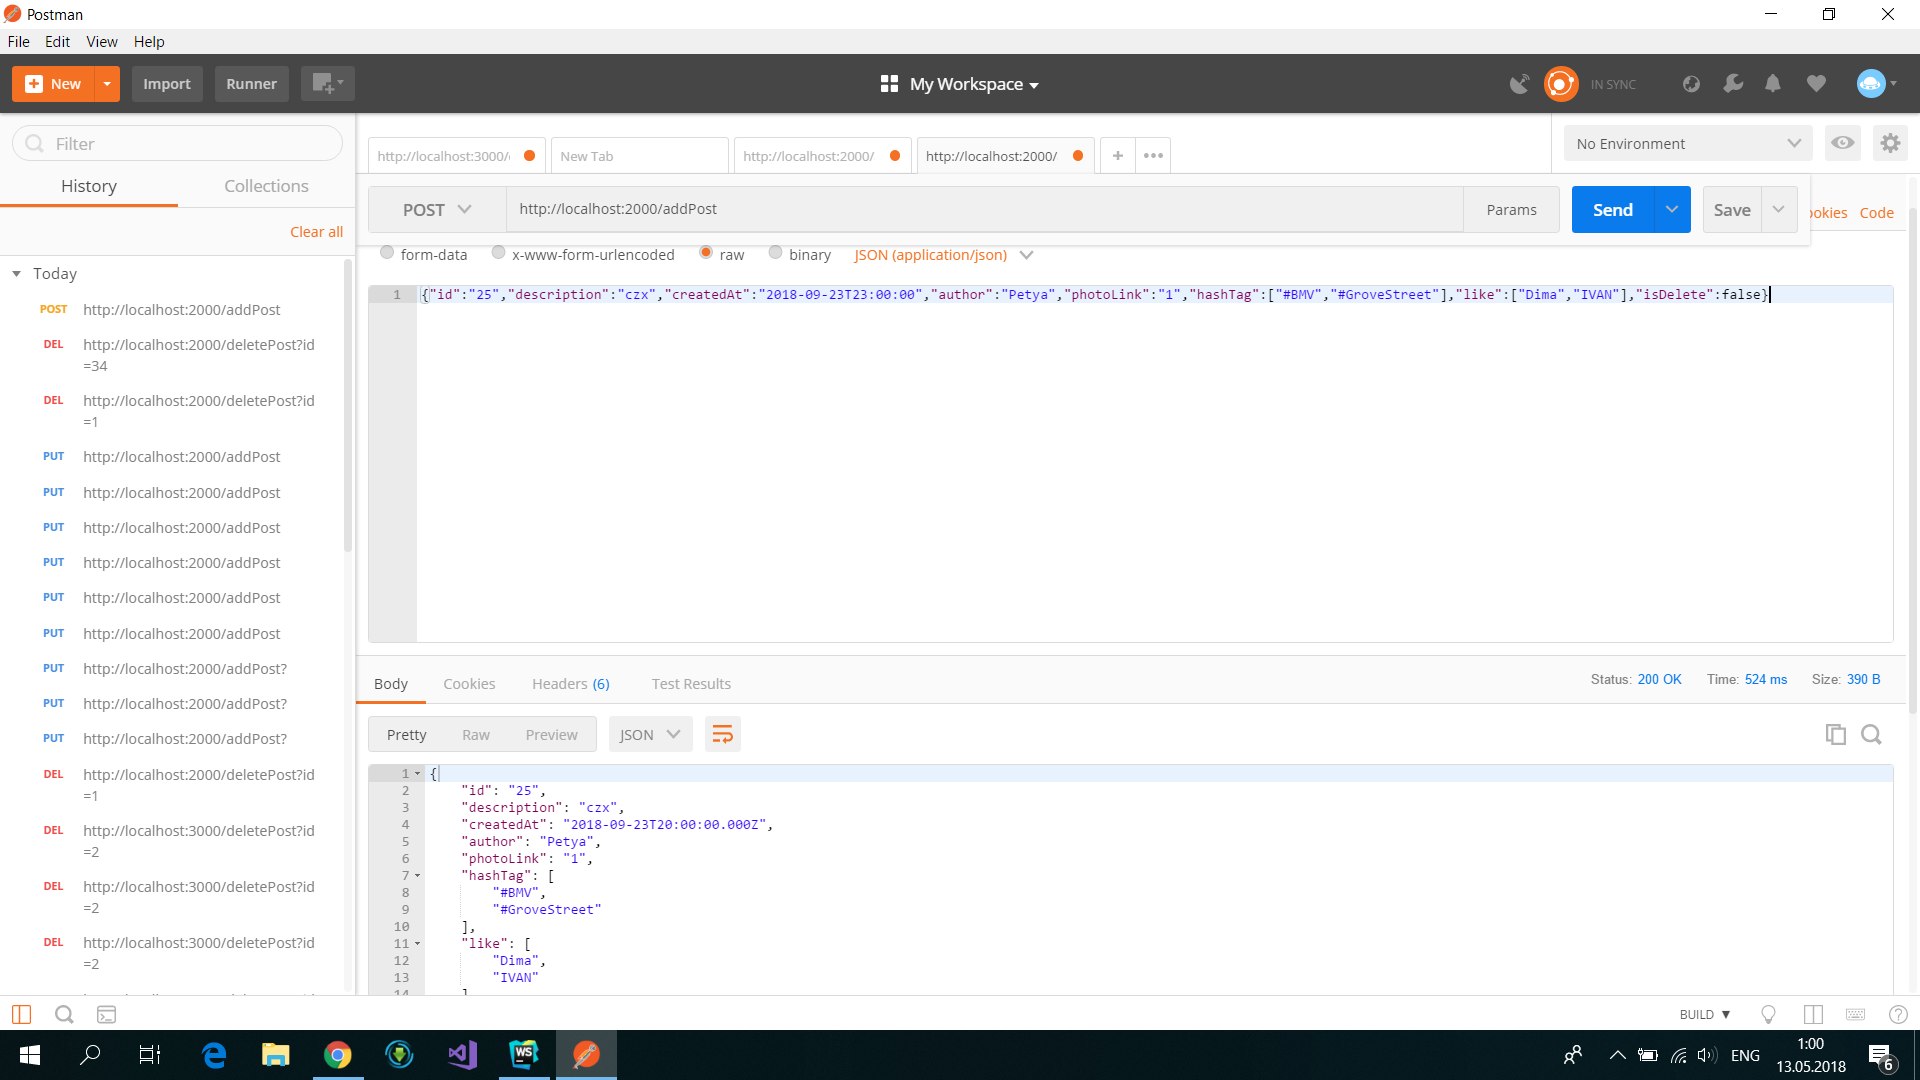 Postman
File Edit View Help
New Import Runner My Workspace IN SYNC
Filter
History Collections
Clear all
Today
POST http://localhost:2000/addPost
DEL http://localhost:2000/deletePost?id
=34
DEL http://localhost:2000/deletePost?id
=1
PUT http://localhost:2000/addPost
PUT http://localhost:2000/addPost
PUT http://localhost:2000/addPost
PUT http://localhost:2000/addPost
PUT http://localhost:2000/addPost
PUT http://localhost:2000/addPost
PUT http://localhost:2000/addPost?
PUT http://localhost:2000/addPost?
PUT http://localhost:2000/addPost?
DEL http://localhost:2000/deletePost?id
=1
DEL http://localhost:3000/deletePost?id
=2
DEL http://localhost:3000/deletePost?id
=2
DEL http://localhost:3000/deletePost?id
=2
http://localhost:3000/ New Tab http://localhost:2000/ http://localhost:2000/ + ••• No Environment
POST http://localhost:2000/addPost Params Send Save ookies Code
form-data x-www-form-urlencoded raw binary JSON (application/json)
1 {"id":"25","description":"czx","createdAt":"2018-09-23T23:00:00","author":"Petya","photoLink":"1","hashTag":["#BMV","#GroveStreet"],"like":["Dima","IVAN"],"isDelete":false}
Body Cookies Headers (6) Test Results Status: 200 OK Time: 524 ms Size: 390 B
Pretty Raw Preview JSON
1 {
2 "id": "25",
3 "description": "czx",
4 "createdAt": "2018-09-23T20:00:00.000Z",
5 "author": "Petya",
6 "photoLink": "1",
7 "hashTag": [
8 "#BMV",
9 "#GroveStreet"
10 ],
11 "like": [
12 "Dima",
13 "IVAN"
14 ]
BUILD
WS ENG 1:00
13.05.2018
6